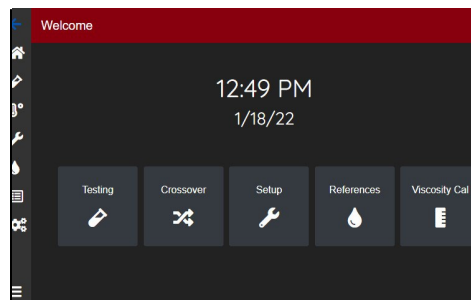 Welcome
12:49 PM
1/18/22
Testing
Crossover
Setup
References
Viscosity Cal